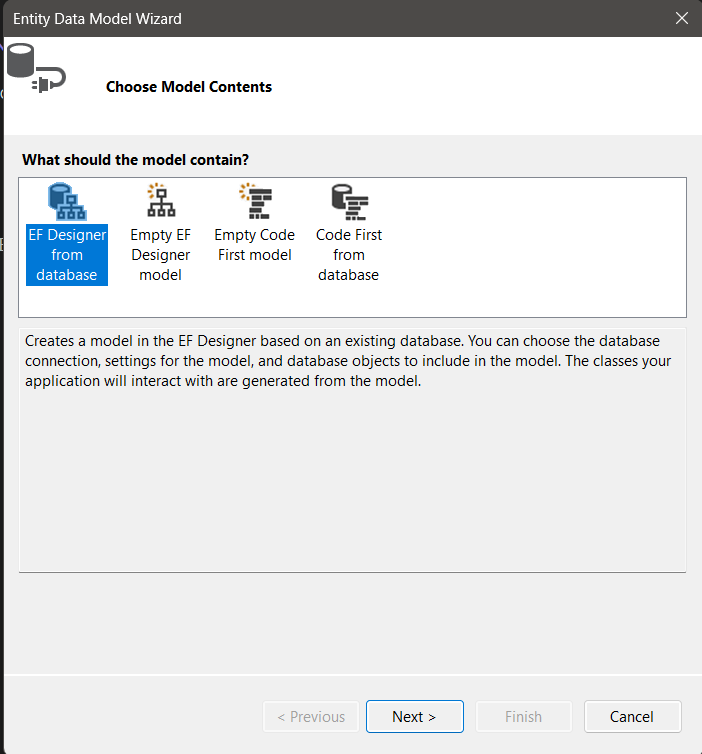 Entity Data Model Wizard
Choose Model Contents
What should the model contain?
EF Designer
from
database
Empty EF
Designer
model
Empty Code
First model
Code First
from
database
Creates a model in the EF Designer based on an existing database. You can choose the database
connection, settings for the model, and database objects to include in the model. The classes your
application will interact with are generated from the model.
< Previous
Next >
Finish
Cancel